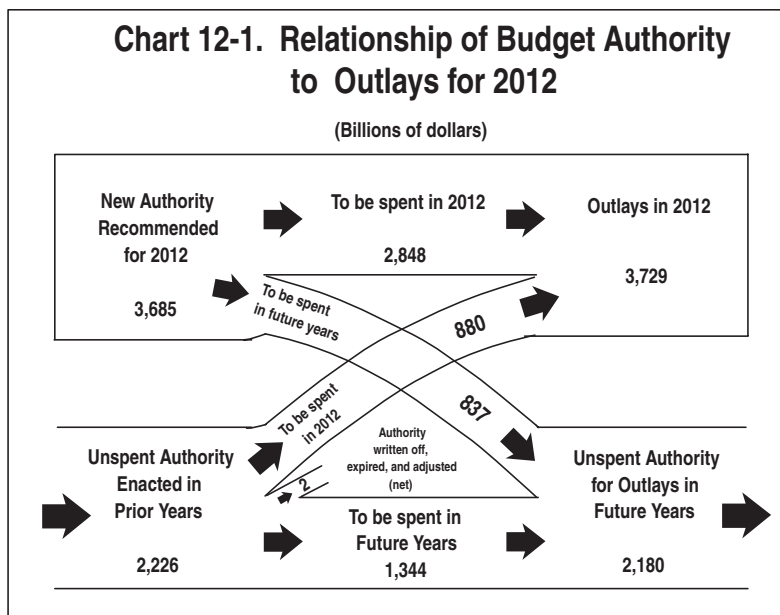 Chart 12-1. Relationship of Budget Authority
to Outlays for 2012
(Billions of dollars)
New Authority
Recommended
for 2012
3,685
To be spent in 2012
2,848
Outlays in 2012
3,729
To be spent
in future years
880
To be spent
in 2012
837
Authority
written off,
expired, and adjusted
(net)
2
Unspent Authority
Enacted in
Prior Years
2,226
To be spent in
Future Years
1,344
Unspent Authority
for Outlays in
Future Years
2,180